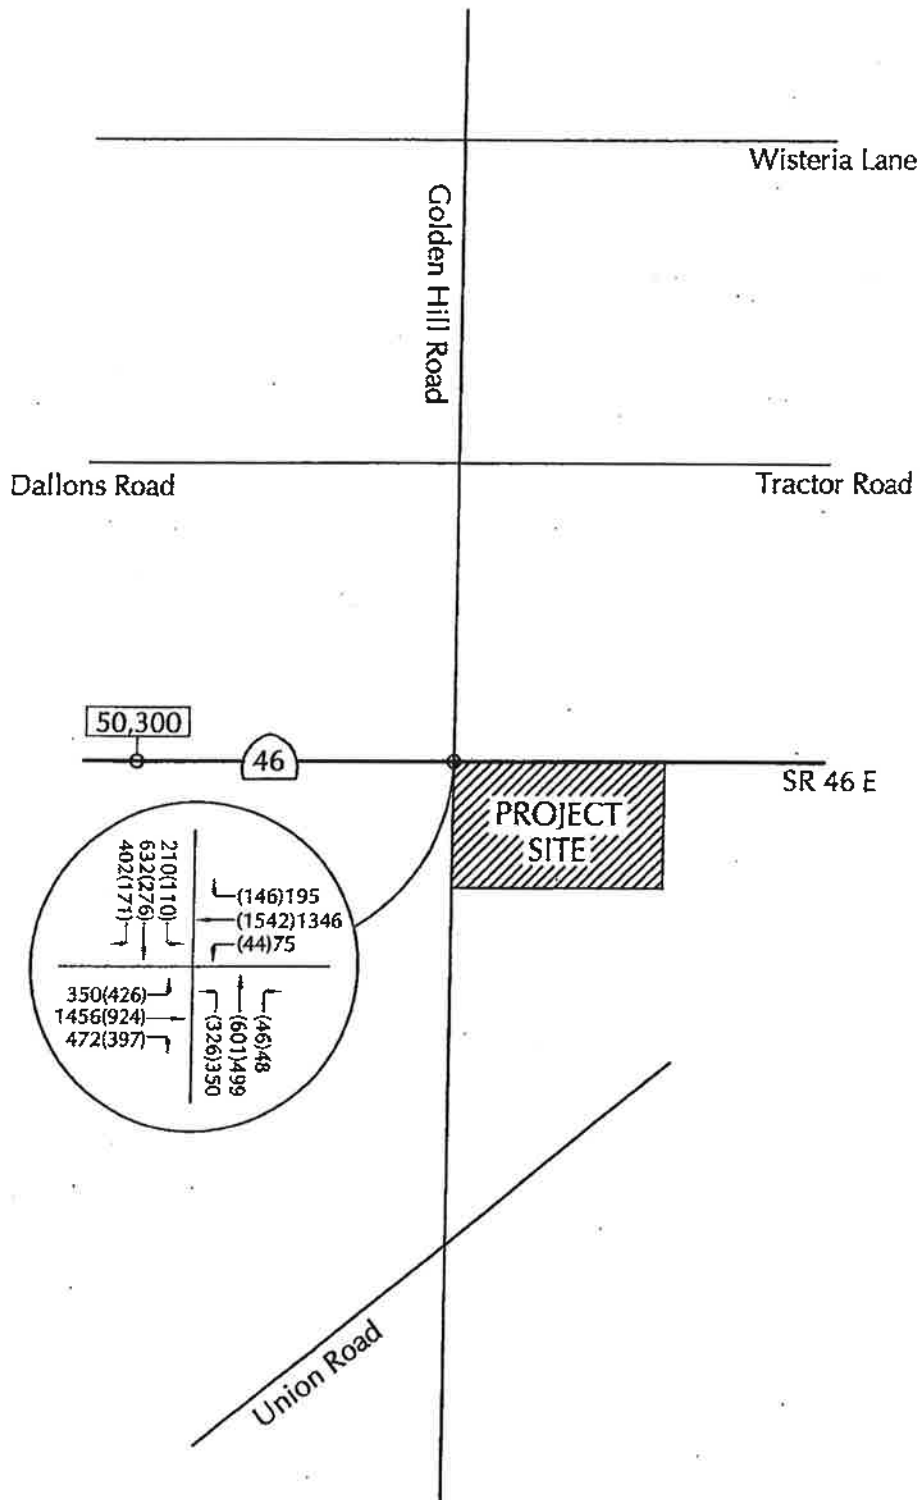 Wisteria Lane
Golden Hill Road
Dallons Road
Tractor Road
50,300
46
SR 46 E
PROJECT
SITE
210(110)
632(276)
402(171)
(146)195
(1542)1346
(44)75
350(426)
1456(924)
472(397)
(46)48
(601)499
(326)350
Union Road